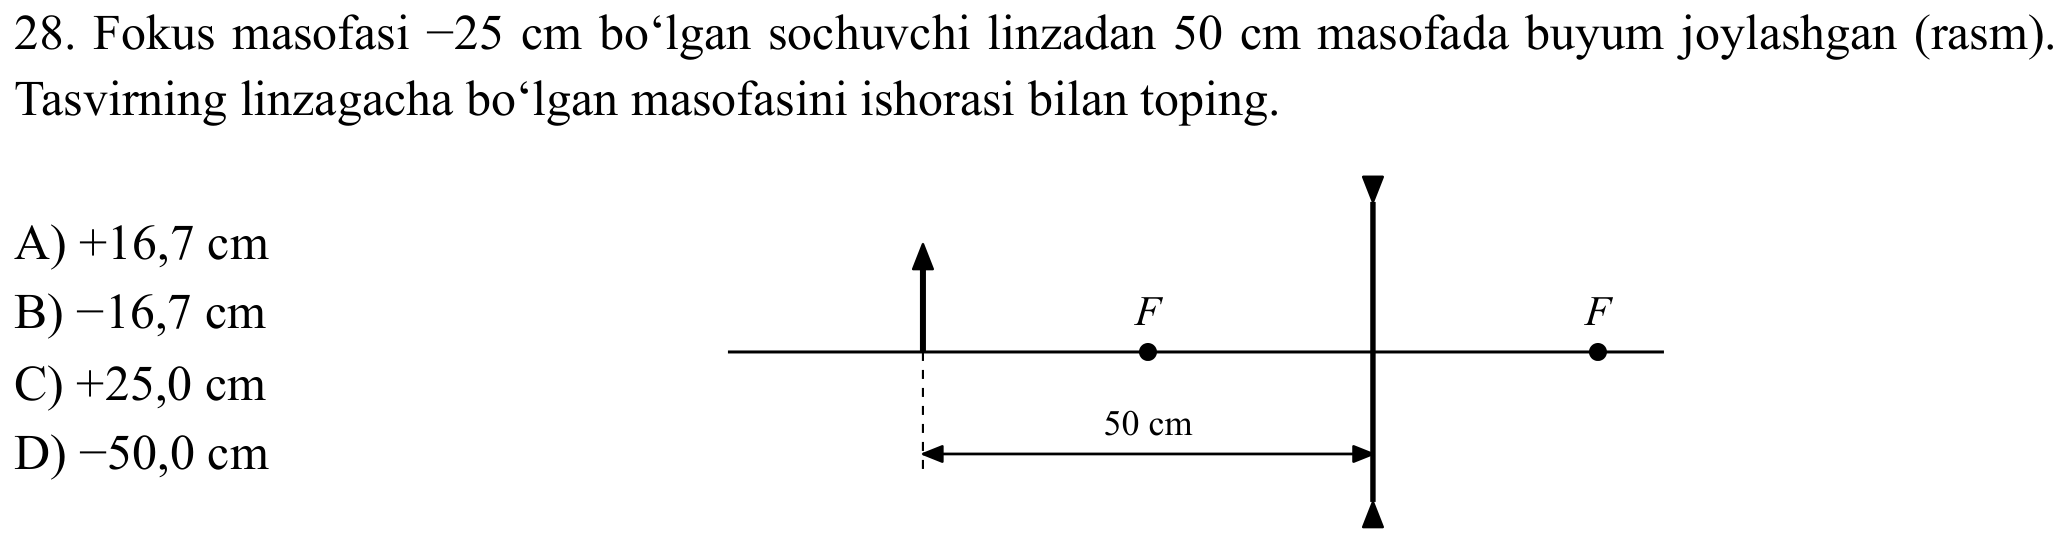 28. Fokus masofasi −25 cm bo‘lgan sochuvchi linzadan 50 cm masofada buyum joylashgan (rasm).
Tasvirning linzagacha bo‘lgan masofasini ishorasi bilan toping.
A) +16,7 cm
B) −16,7 cm
C) +25,0 cm
D) −50,0 cm
F
F
50 cm